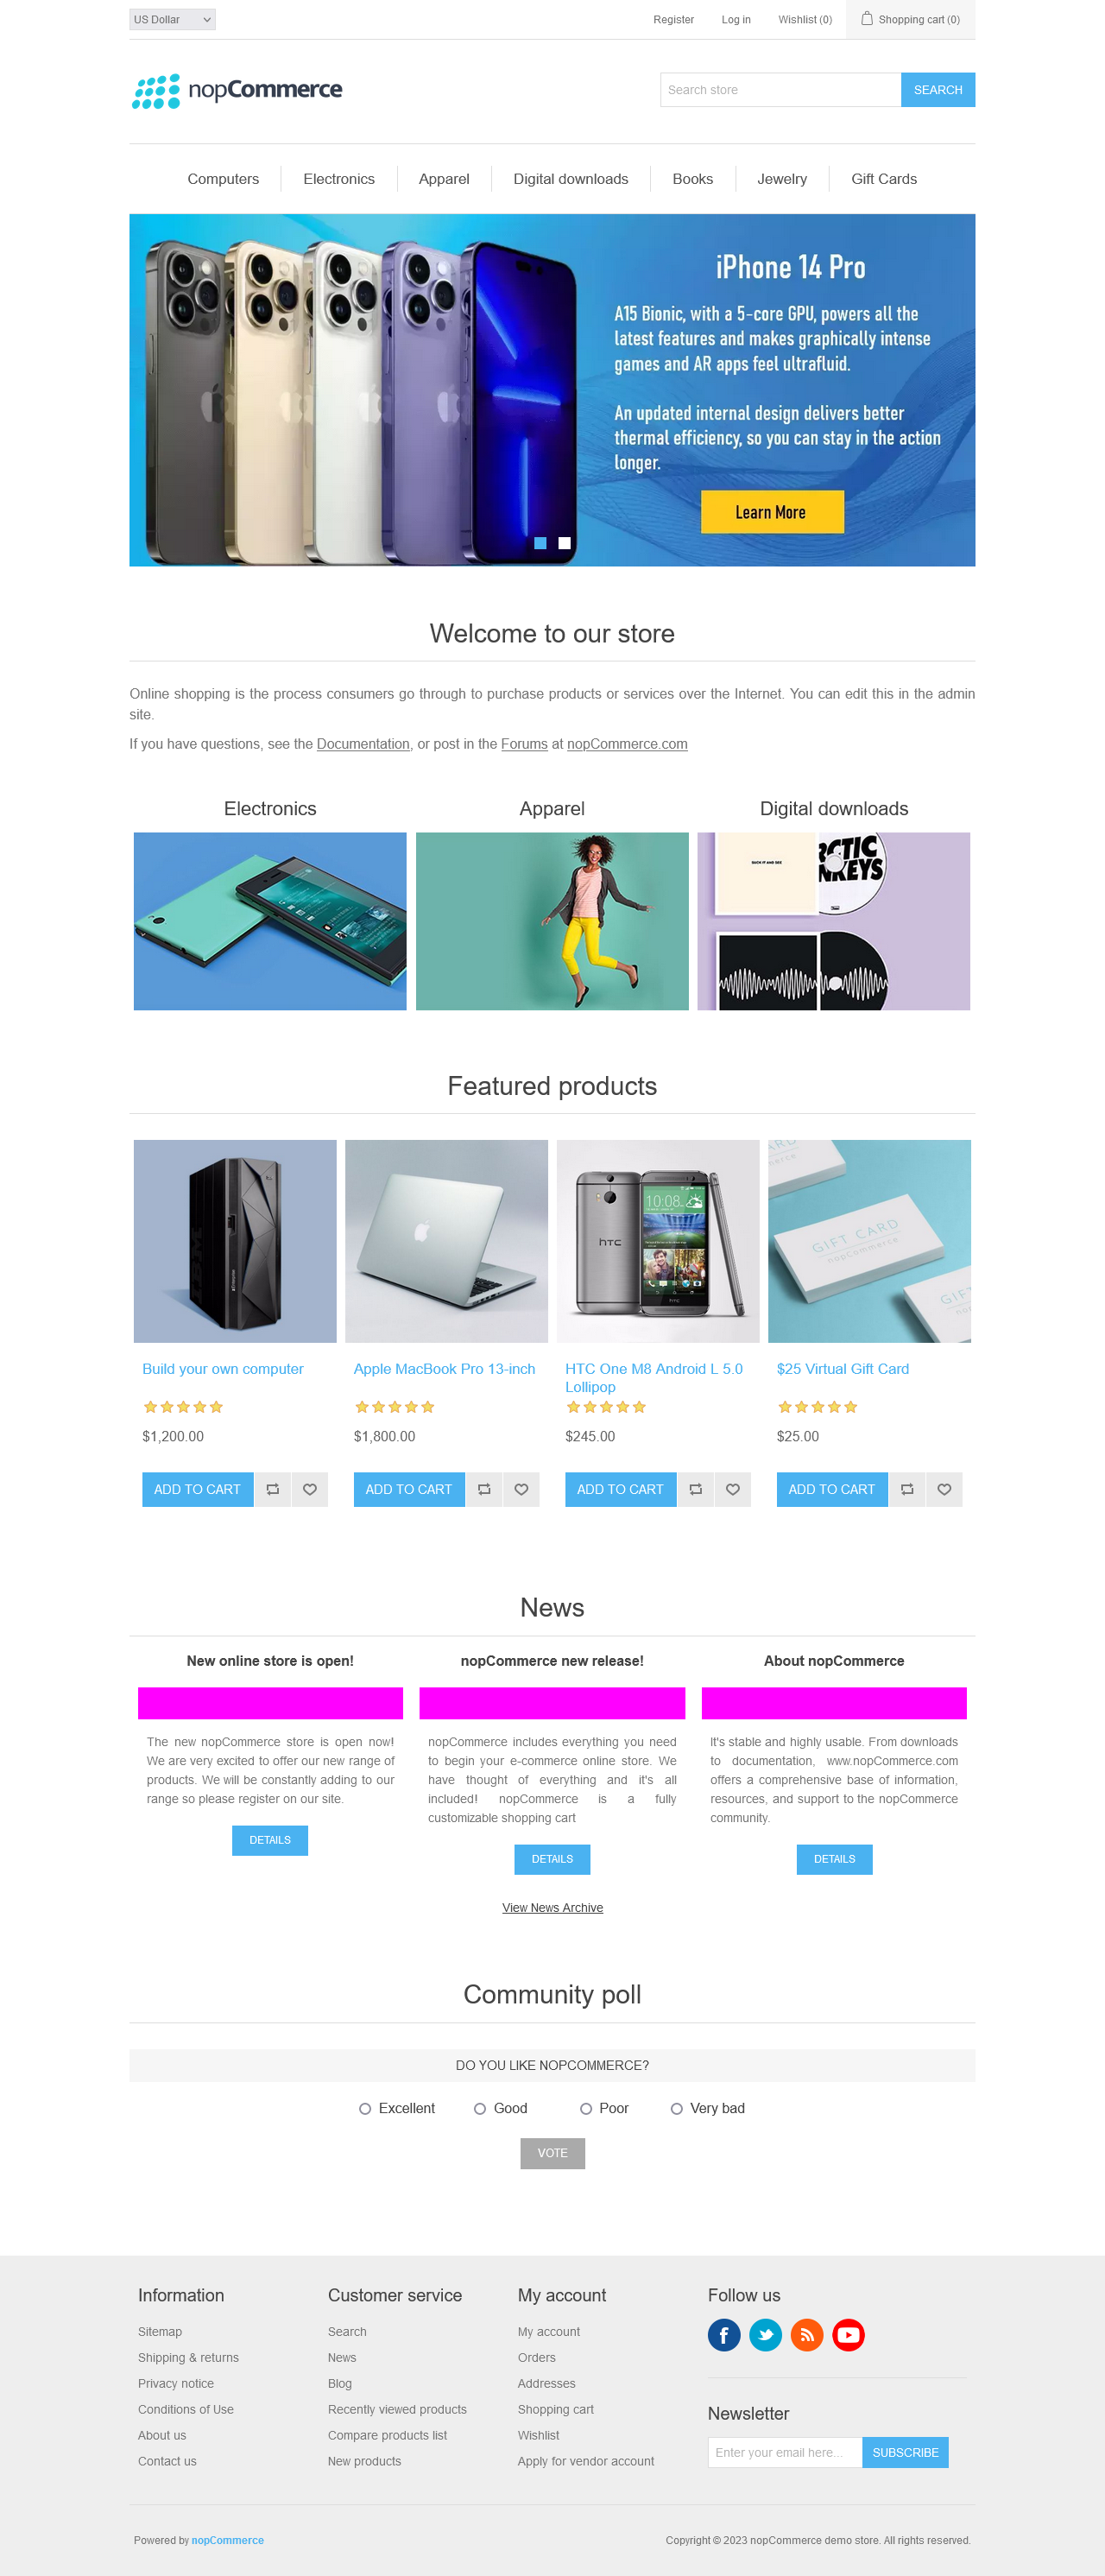 US Dollar
Register
Log in
Wishlist (0)
Shopping cart (0)
nopCommerce
Search store
SEARCH
Computers
Electronics
Apparel
Digital downloads
Books
Jewelry
Gift Cards
iPhone 14 Pro
A15 Bionic, with a 5-core GPU, powers all the
latest features and makes graphically intense
games and AR apps feel ultrafluid.
An updated internal design delivers better
thermal efficiency, so you can stay in the action
longer.
Learn More
Welcome to our store
Online shopping is the process consumers go through to purchase products or services over the Internet. You can edit this in the admin
site.
If you have questions, see the Documentation, or post in the Forums at nopCommerce.com
Electronics
Apparel
Digital downloads
SUCK IT AND SEE
Featured products
10:08
hTC
GIFT CARD
nopCommerce
Build your own computer
$1,200.00
ADD TO CART
Apple MacBook Pro 13-inch
$1,800.00
ADD TO CART
HTC One M8 Android L 5.0
Lollipop
$245.00
ADD TO CART
$25 Virtual Gift Card
$25.00
ADD TO CART
News
New online store is open!
The new nopCommerce store is open now!
We are very excited to offer our new range of
products. We will be constantly adding to our
range so please register on our site.
DETAILS
nopCommerce new release!
nopCommerce includes everything you need
to begin your e-commerce online store. We
have thought of everything and it's all
included! nopCommerce is a fully
customizable shopping cart
DETAILS
About nopCommerce
It's stable and highly usable. From downloads
to documentation, www.nopCommerce.com
offers a comprehensive base of information,
resources, and support to the nopCommerce
community.
DETAILS
View News Archive
Community poll
DO YOU LIKE NOPCOMMERCE?
Excellent
Good
Poor
Very bad
VOTE
Information
Sitemap
Shipping & returns
Privacy notice
Conditions of Use
About us
Contact us
Customer service
Search
News
Blog
Recently viewed products
Compare products list
New products
My account
My account
Orders
Addresses
Shopping cart
Wishlist
Apply for vendor account
Follow us
Newsletter
Enter your email here...
SUBSCRIBE
Powered by nopCommerce
Copyright © 2023 nopCommerce demo store. All rights reserved.